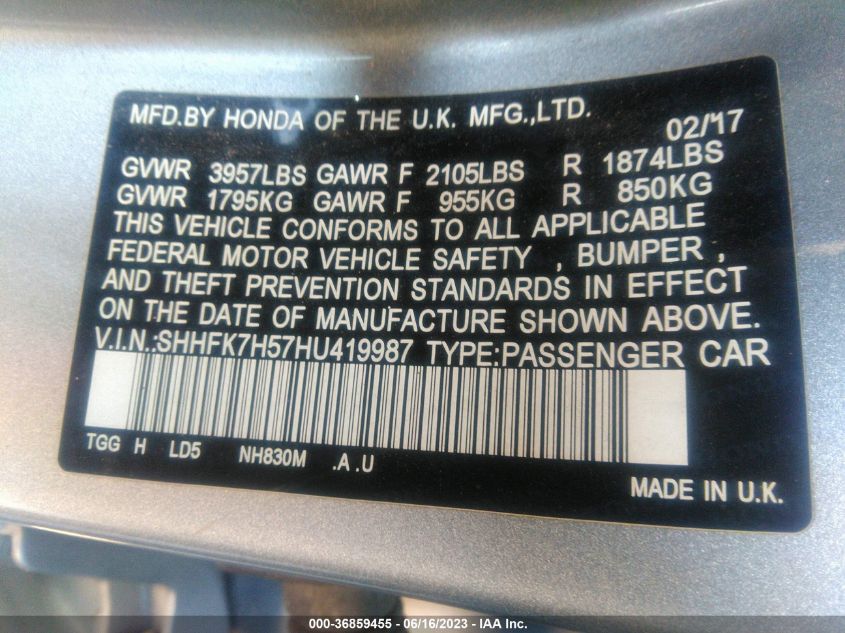 MFD.BY HONDA OF THE U.K. MFG.,LTD. 02/'17
GVWR 3957LBS GAWR F 2105LBS R 1874LBS
GVWR 1795KG GAWR F 955KG R 850KG
THIS VEHICLE CONFORMS TO ALL APPLICABLE
FEDERAL MOTOR VEHICLE SAFETY , BUMPER ,
AND THEFT PREVENTION STANDARDS IN EFFECT
ON THE DATE OF MANUFACTURE SHOWN ABOVE.
V.I.N.:SHHFK7H57HU419987 TYPE:PASSENGER CAR
TGG H LD5 NH830M .A .U
MADE IN U.K.
000-36859455 - 06/16/2023 - IAA Inc.